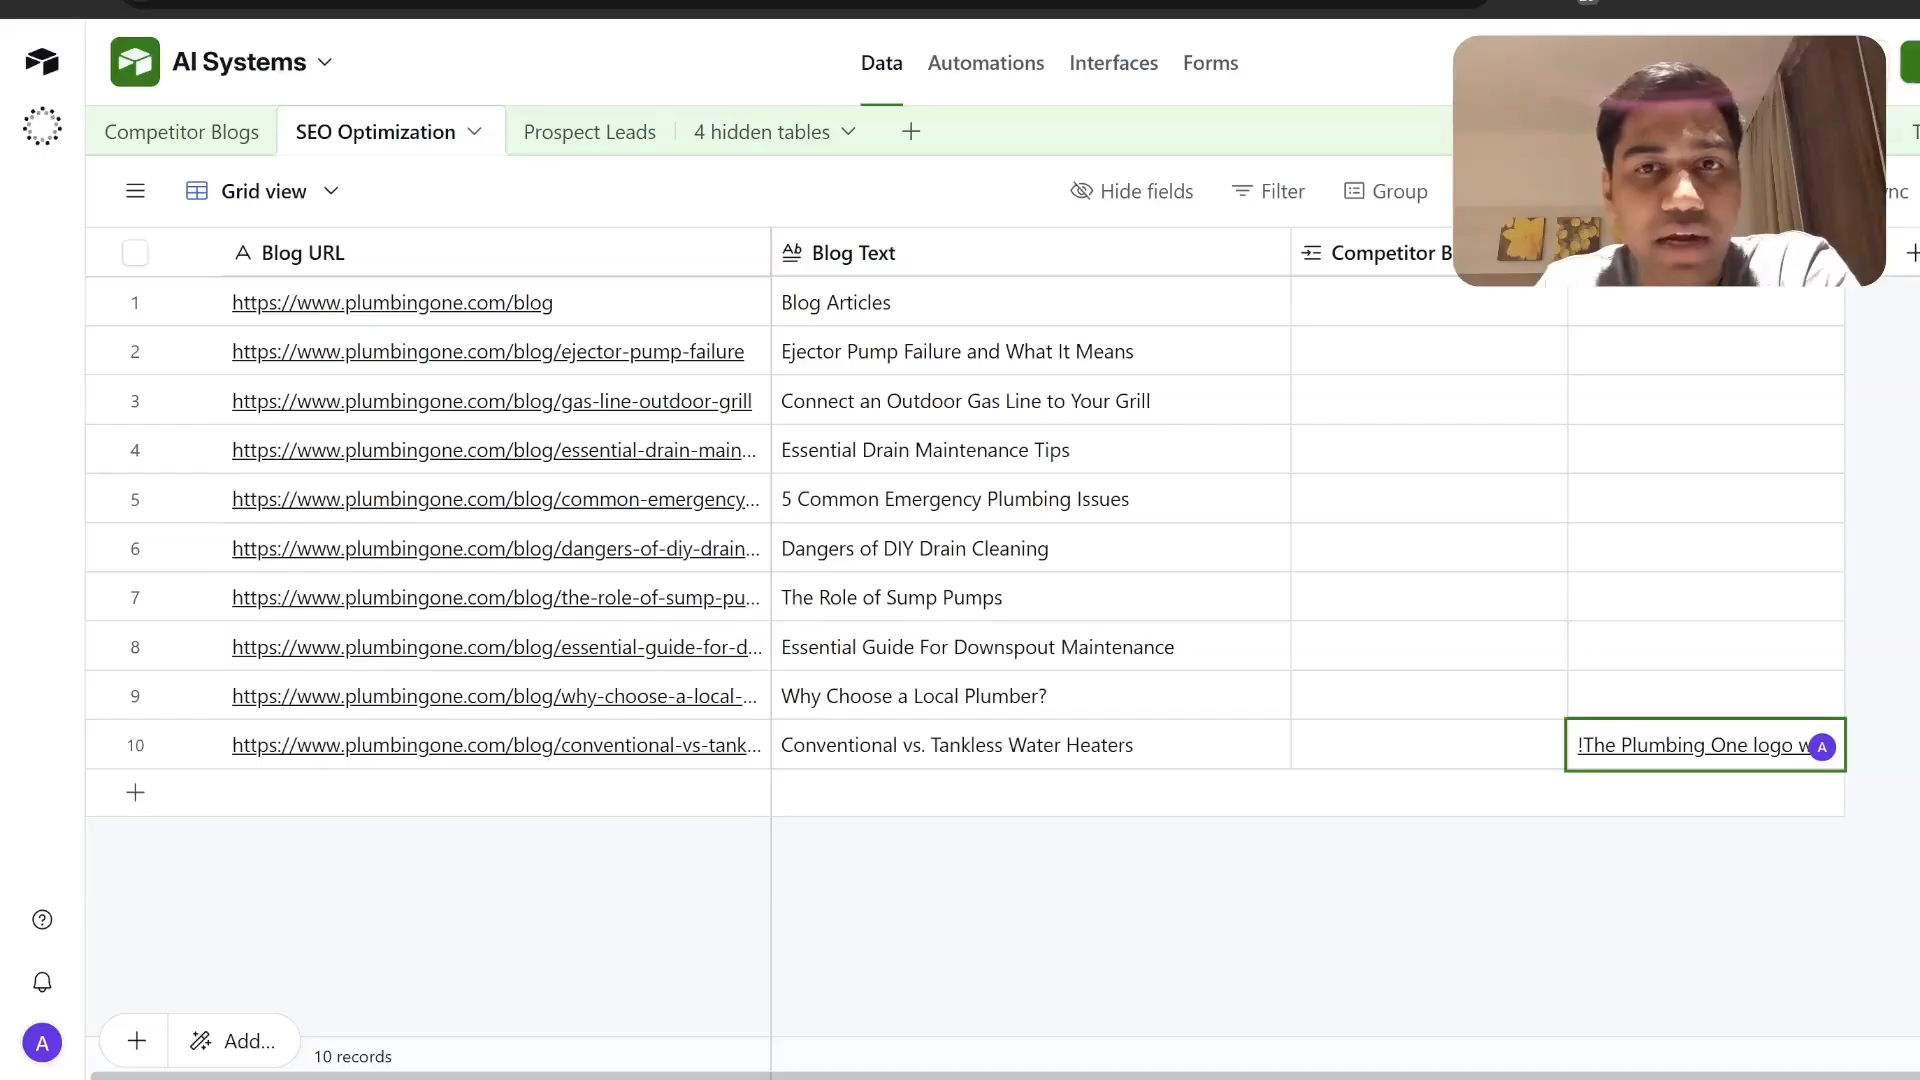 AI Systems
Data
Automations
Interfaces
Forms
Competitor Blogs
SEO Optimization
Prospect Leads
4 hidden tables
Grid view
Hide fields
Filter
Group
Blog URL
Blog Text
Competitor B
1
https://www.plumbingone.com/blog
Blog Articles
2
https://www.plumbingone.com/blog/ejector-pump-failure
Ejector Pump Failure and What It Means
3
https://www.plumbingone.com/blog/gas-line-outdoor-grill
Connect an Outdoor Gas Line to Your Grill
4
https://www.plumbingone.com/blog/essential-drain-main...
Essential Drain Maintenance Tips
5
https://www.plumbingone.com/blog/common-emergency...
5 Common Emergency Plumbing Issues
6
https://www.plumbingone.com/blog/dangers-of-diy-drain...
Dangers of DIY Drain Cleaning
7
https://www.plumbingone.com/blog/the-role-of-sump-pu...
The Role of Sump Pumps
8
https://www.plumbingone.com/blog/essential-guide-for-d...
Essential Guide For Downspout Maintenance
9
https://www.plumbingone.com/blog/why-choose-a-local-...
Why Choose a Local Plumber?
10
https://www.plumbingone.com/blog/conventional-vs-tank...
Conventional vs. Tankless Water Heaters
!The Plumbing One logo w
A
A
Add...
10 records